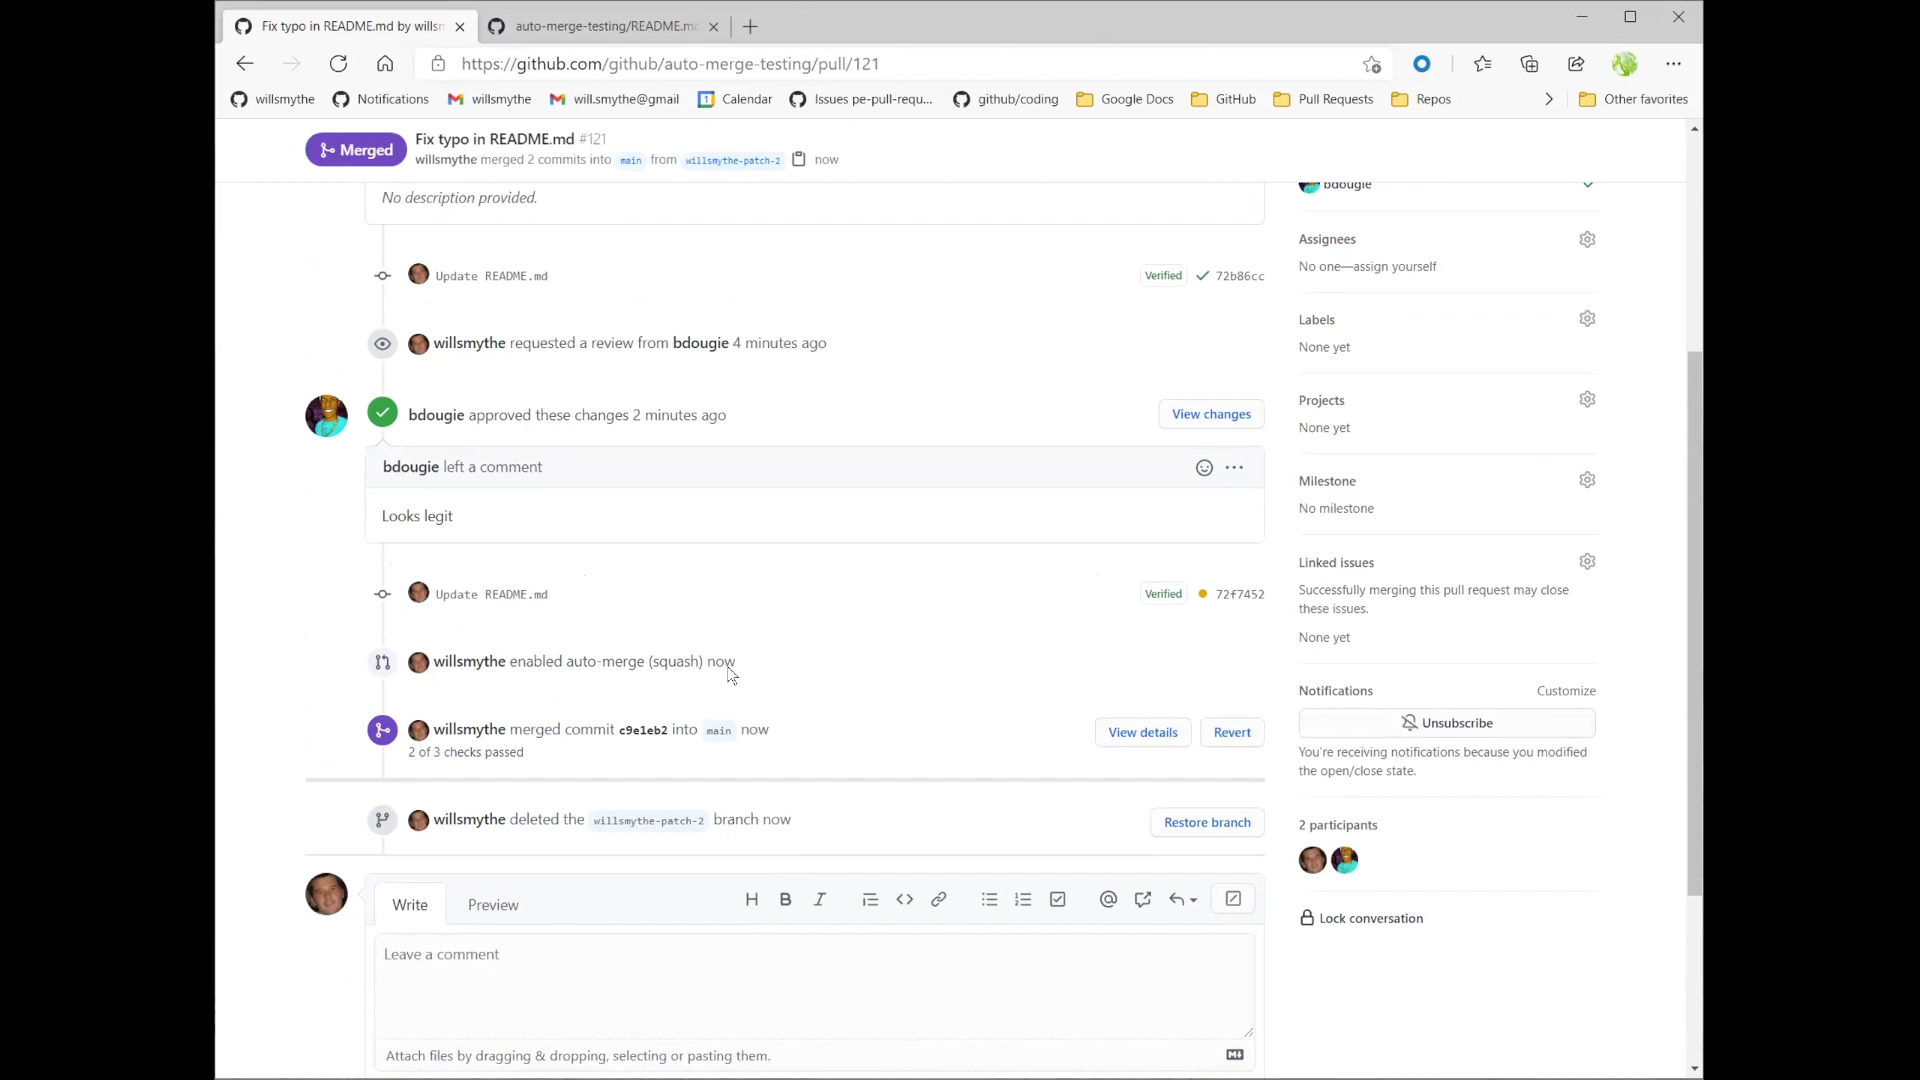 Fix typo in README.md by willsm
auto-merge-testing/README.md
https://github.com/github/auto-merge-testing/pull/121
willsmythe
Notifications
willsmythe
will.smythe@gmail
Calendar
Issues pe-pull-requ...
github/coding
Google Docs
GitHub
Pull Requests
Repos
Other favorites
Merged
Fix typo in README.md #121
willsmythe merged 2 commits into main from willsmythe-patch-2 now
No description provided.
Update README.md
Verified
72b86cc
willsmythe requested a review from bdougie 4 minutes ago
bdougie approved these changes 2 minutes ago
View changes
bdougie left a comment
Looks legit
Update README.md
Verified
72f7452
willsmythe enabled auto-merge (squash) now
willsmythe merged commit c9e1eb2 into main now
2 of 3 checks passed
View details
Revert
willsmythe deleted the willsmythe-patch-2 branch now
Restore branch
Write
Preview
Leave a comment
Attach files by dragging & dropping, selecting or pasting them.
bdougie
Assignees
No one—assign yourself
Labels
None yet
Projects
None yet
Milestone
No milestone
Linked issues
Successfully merging this pull request may close
these issues.
None yet
Notifications
Customize
Unsubscribe
You're receiving notifications because you modified
the open/close state.
2 participants
Lock conversation